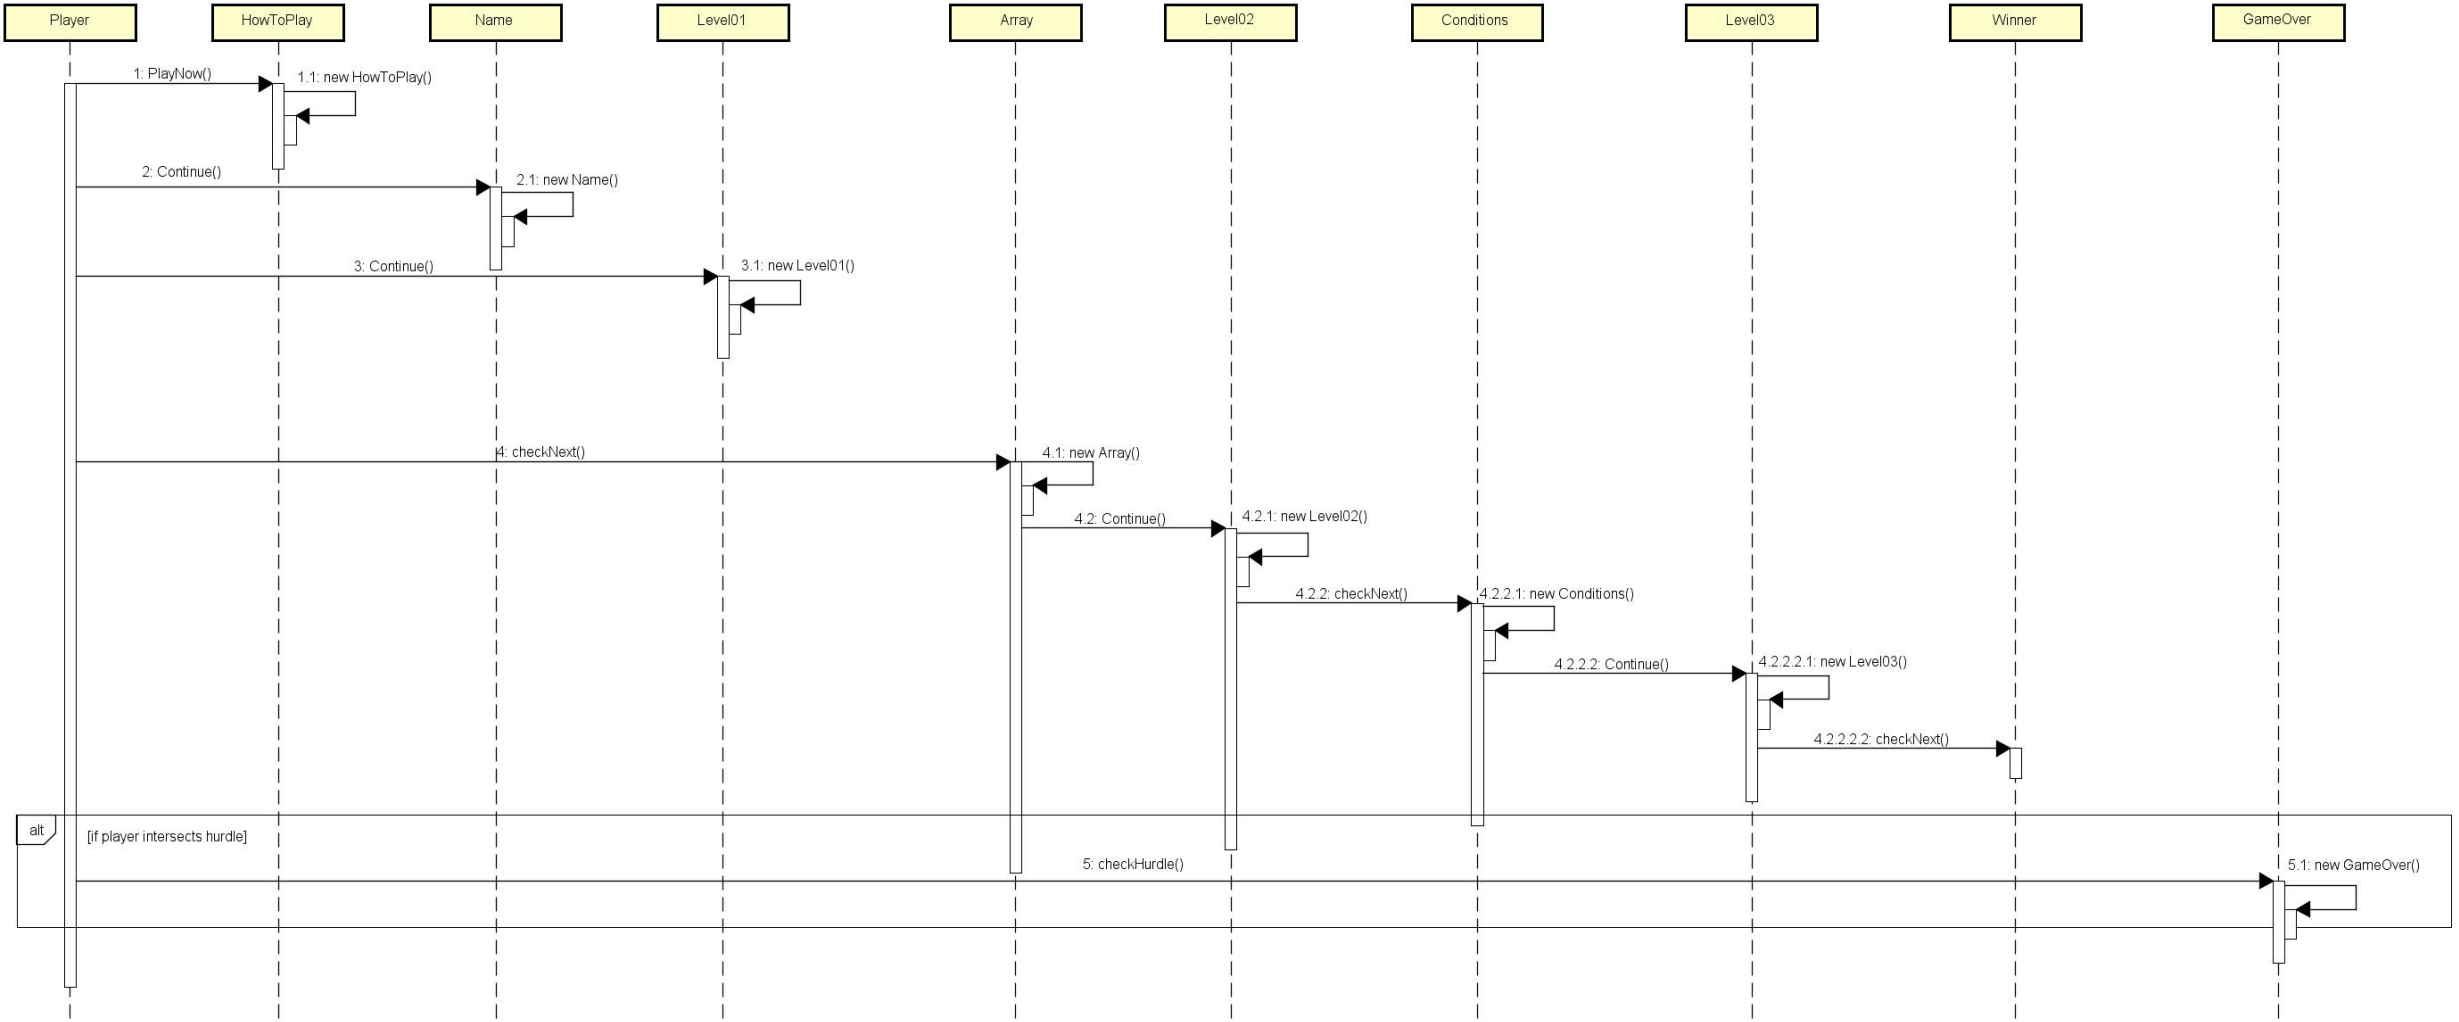 Player
HowToPlay
Name
Level01
Array
Level02
Conditions
Level03
Winner
GameOver
1: PlayNow()
1.1: new HowToPlay()
2: Continue()
2.1: new Name()
3: Continue()
3.1: new Level01()
4: checkNext()
4.1: new Array()
4.2: Continue()
4.2.1: new Level02()
4.2.2: checkNext()
4.2.2.1: new Conditions()
4.2.2.2: Continue()
4.2.2.2.1: new Level03()
4.2.2.2.2: checkNext()
alt
[if player intersects hurdle]
5: checkHurdle()
5.1: new GameOver()